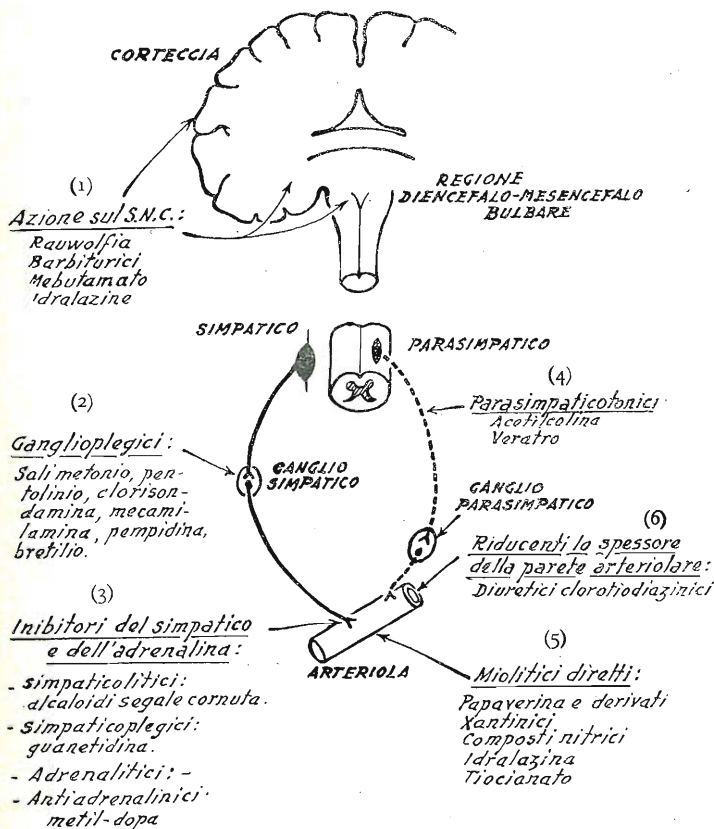 CORTECCIA
REGIONE
DIENCEFALO-MESENCEFALO
BULBARE
(1)
Azione sul S.N.C.:
Rauwolfia
Barbiturici
Mebutamato
Idralazine
SIMPATICO
PARASIMPATICO
(4)
Parasimpaticotonici
Acetilcolina
Veratro
(2)
Ganglioplegici:
Sali metonio, pen-
tolinio, clorison-
damina, mecami-
lamina, pempidina,
bretilio.
GANGLIO
SIMPATICO
GANGLIO
PARASIMPATICO
(6)
Riducenti lo spessore
della parete arteriolare:
Diuretici clorotiodiazinici
(3)
Inibitori del simpatico
e dell'adrenalina:
- simpaticolitici:
alcaloidi segale cornuta.
- simpaticoplegici:
guanetidina.
- Adrenalitici: -
- Antiadrenalinici.
metil-dopa
ARTERIOLA
(5)
Miolitici diretti:
Papaverina e derivati
Xantinici
Composti nitrici
Idralazina
Tiocianato